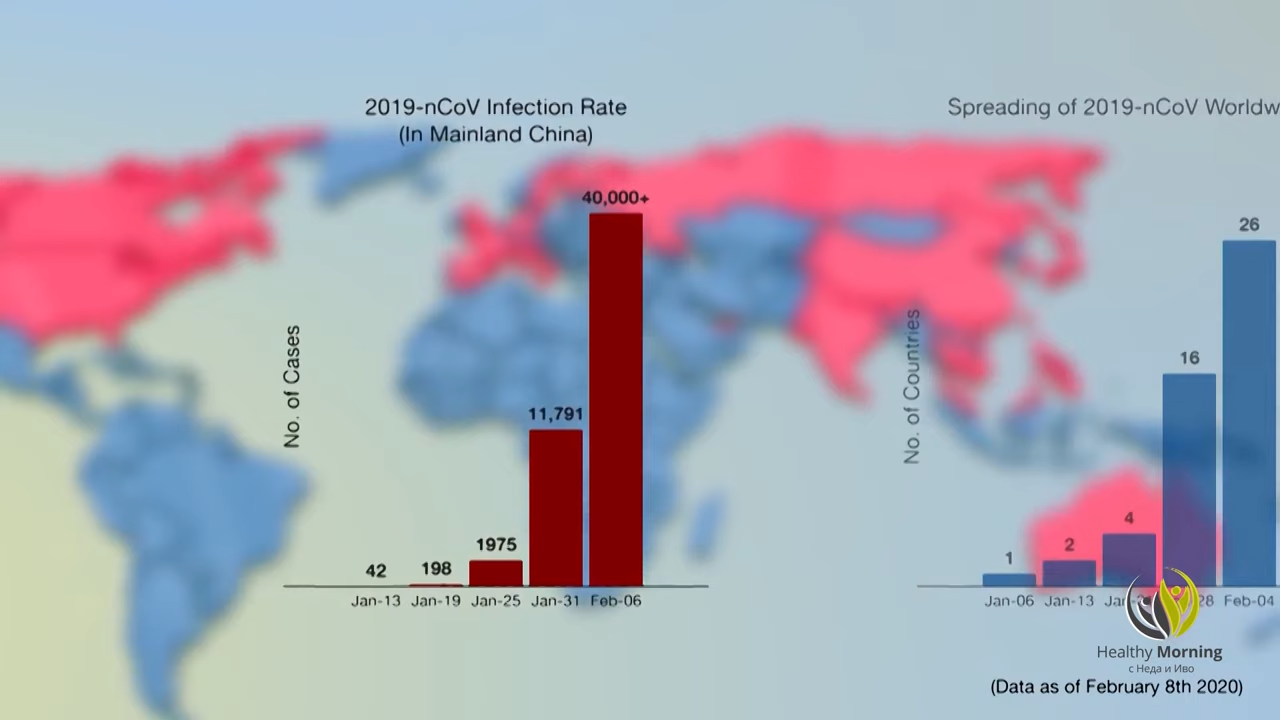 2019-nCoV Infection Rate
(In Mainland China)
No. of Cases
40,000+
11,791
1975
198
42
Jan-13 Jan-19 Jan-25 Jan-31 Feb-06
Spreading of 2019-nCoV
No. of Countries
26
16
4
2
1
Jan-06 Jan-13 28 Feb-04
Healthy Morning
с Неда и Иво
(Data as of February 8th 2020)